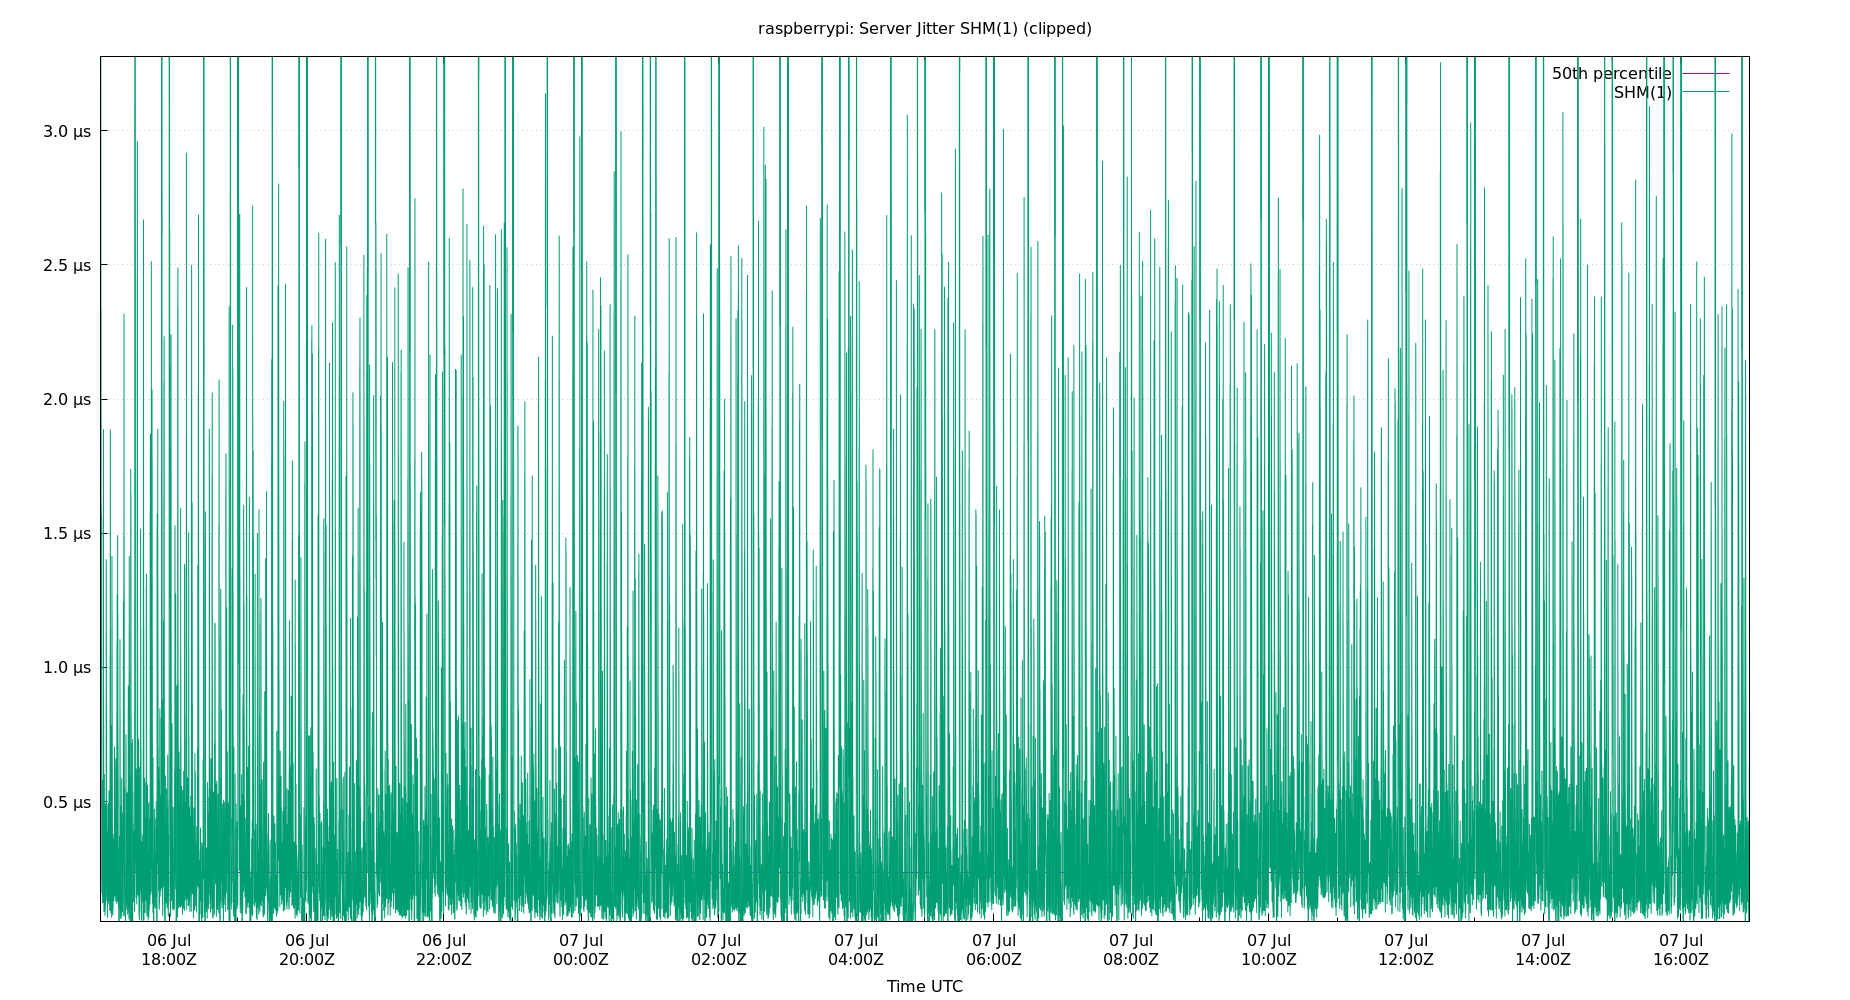 raspberrypi: Server Jitter SHM(1) (clipped)
50th percentile
SHM(1)
3.0 µs
2.5 µs
2.0 µs
1.5 µs
1.0 µs
0.5 µs
06 Jul 06 Jul 06 Jul 07 Jul 07 Jul 07 Jul 07 Jul 07 Jul 07 Jul 07 Jul 07 Jul 07 Jul
18:00Z 20:00Z 22:00Z 00:00Z 02:00Z 04:00Z 06:00Z 08:00Z 10:00Z 12:00Z 14:00Z 16:00Z
Time UTC